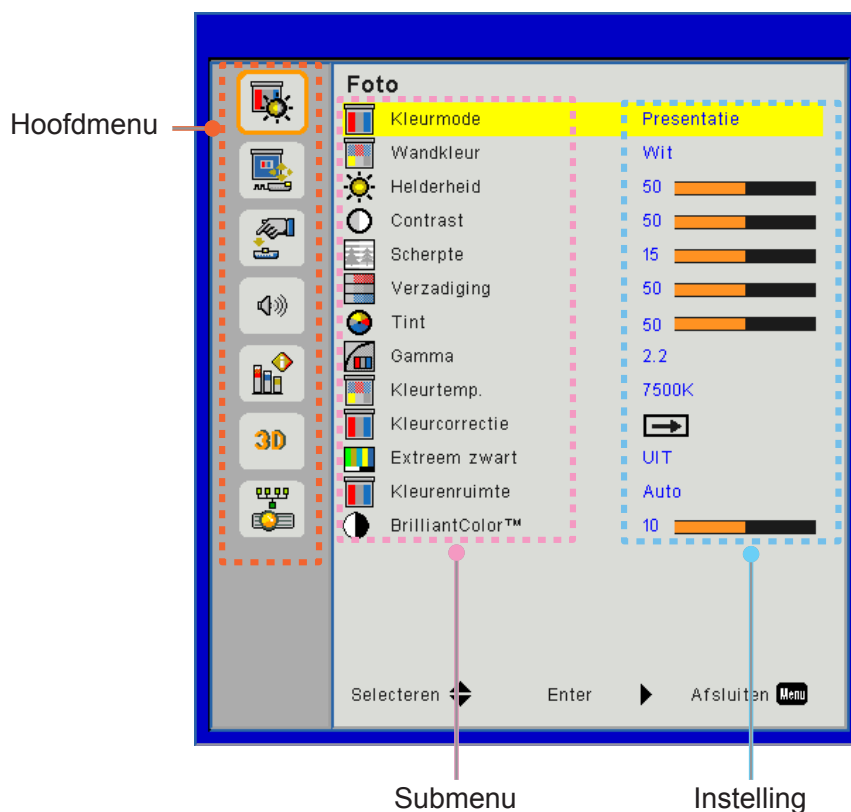 Foto
Hoofdmenu
Kleurmode Presentatie
Wandkleur Wit
Helderheid 50
Contrast 50
Scherpte 15
Verzadiging 50
Tint 50
Gamma 2.2
Kleurtemp. 7500K
3D
Kleurcorrectie
Extreem zwart UIT
Kleurenruimte Auto
BrilliantColor™ 10
Selecteren Enter Afsluiten Menu
Submenu Instelling